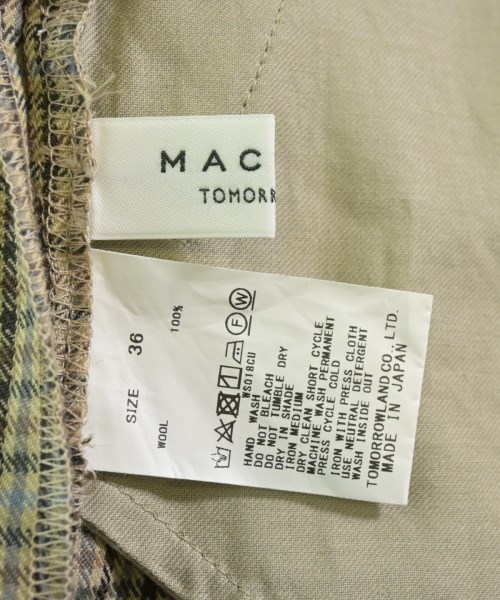 MAC
TOMORR
SIZE 36
WOOL 100%
WS018CU
HAND WASH
DO NOT BLEACH
DO NOT TUMBLE DRY
DRY IN SHADE
IRON MEDIUM
DRY CLEAN SHORT CYCLE
MACHINE WASH PERMANENT
PRESS CYCLE COLD
IRON WITH PRESS CLOTH
USE NEUTRAL DETERGENT
WASH INSIDE OUT
TOMORROWLAND CO., LTD.
MADE IN JAPAN